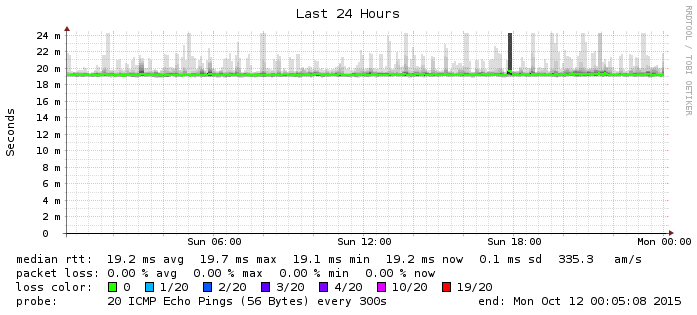 Last 24 Hours
RRDTOOL / TOBI OETIKER
Seconds
24 m
22 m
20 m
18 m
16 m
14 m
12 m
10 m
8 m
6 m
4 m
2 m
0
Sun 06:00 Sun 12:00 Sun 18:00 Mon 00:00
median rtt: 19.2 ms avg 19.7 ms max 19.1 ms min 19.2 ms now 0.1 ms sd 335.3 am/s
packet loss: 0.00 % avg 0.00 % max 0.00 % min 0.00 % now
loss color: 0 1/20 2/20 3/20 4/20 10/20 19/20
probe: 20 ICMP Echo Pings (56 Bytes) every 300s end: Mon Oct 12 00:05:08 2015